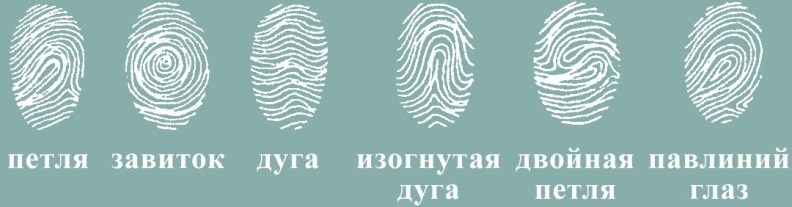 петля завиток дуга изогнутая двойная павлиний
дуга петля глаз